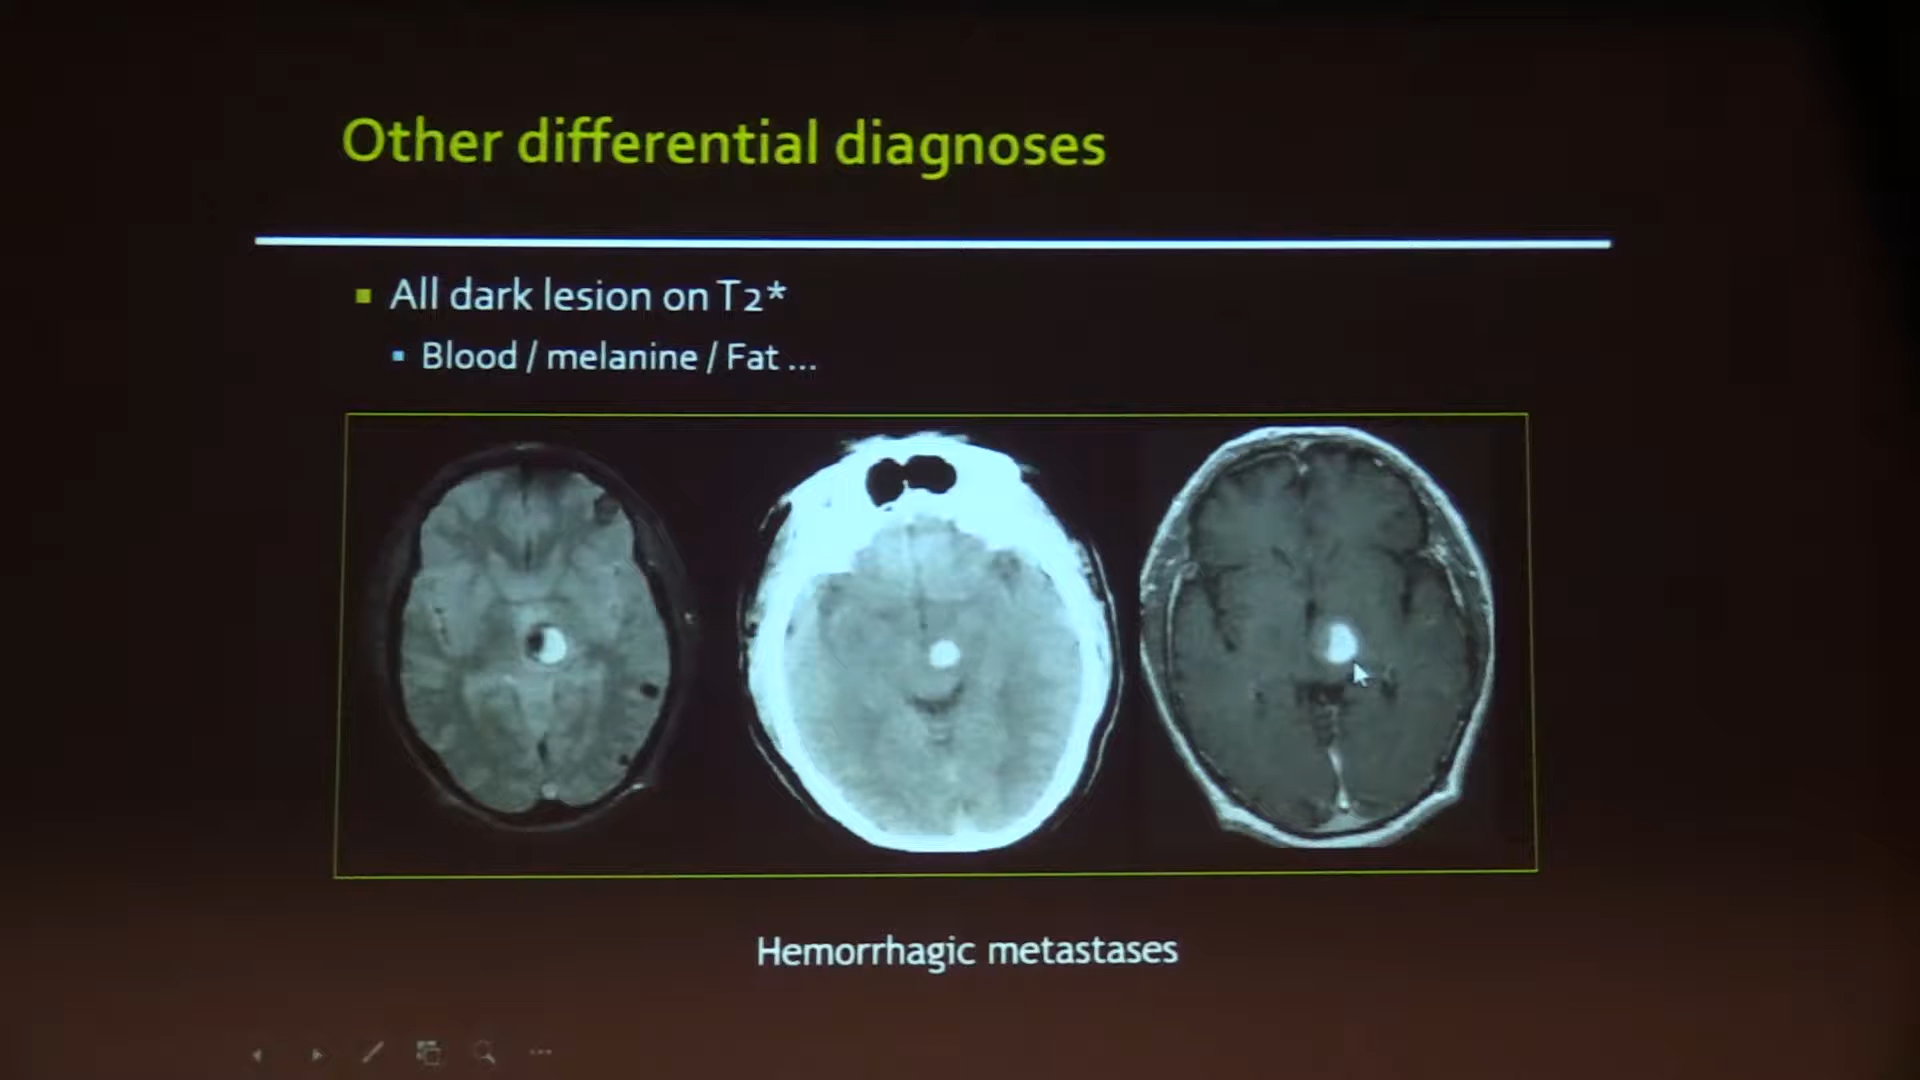 Other differential diagnoses
All dark lesion on T2*
Blood / melanine / Fat ...
Hemorrhagic metastases